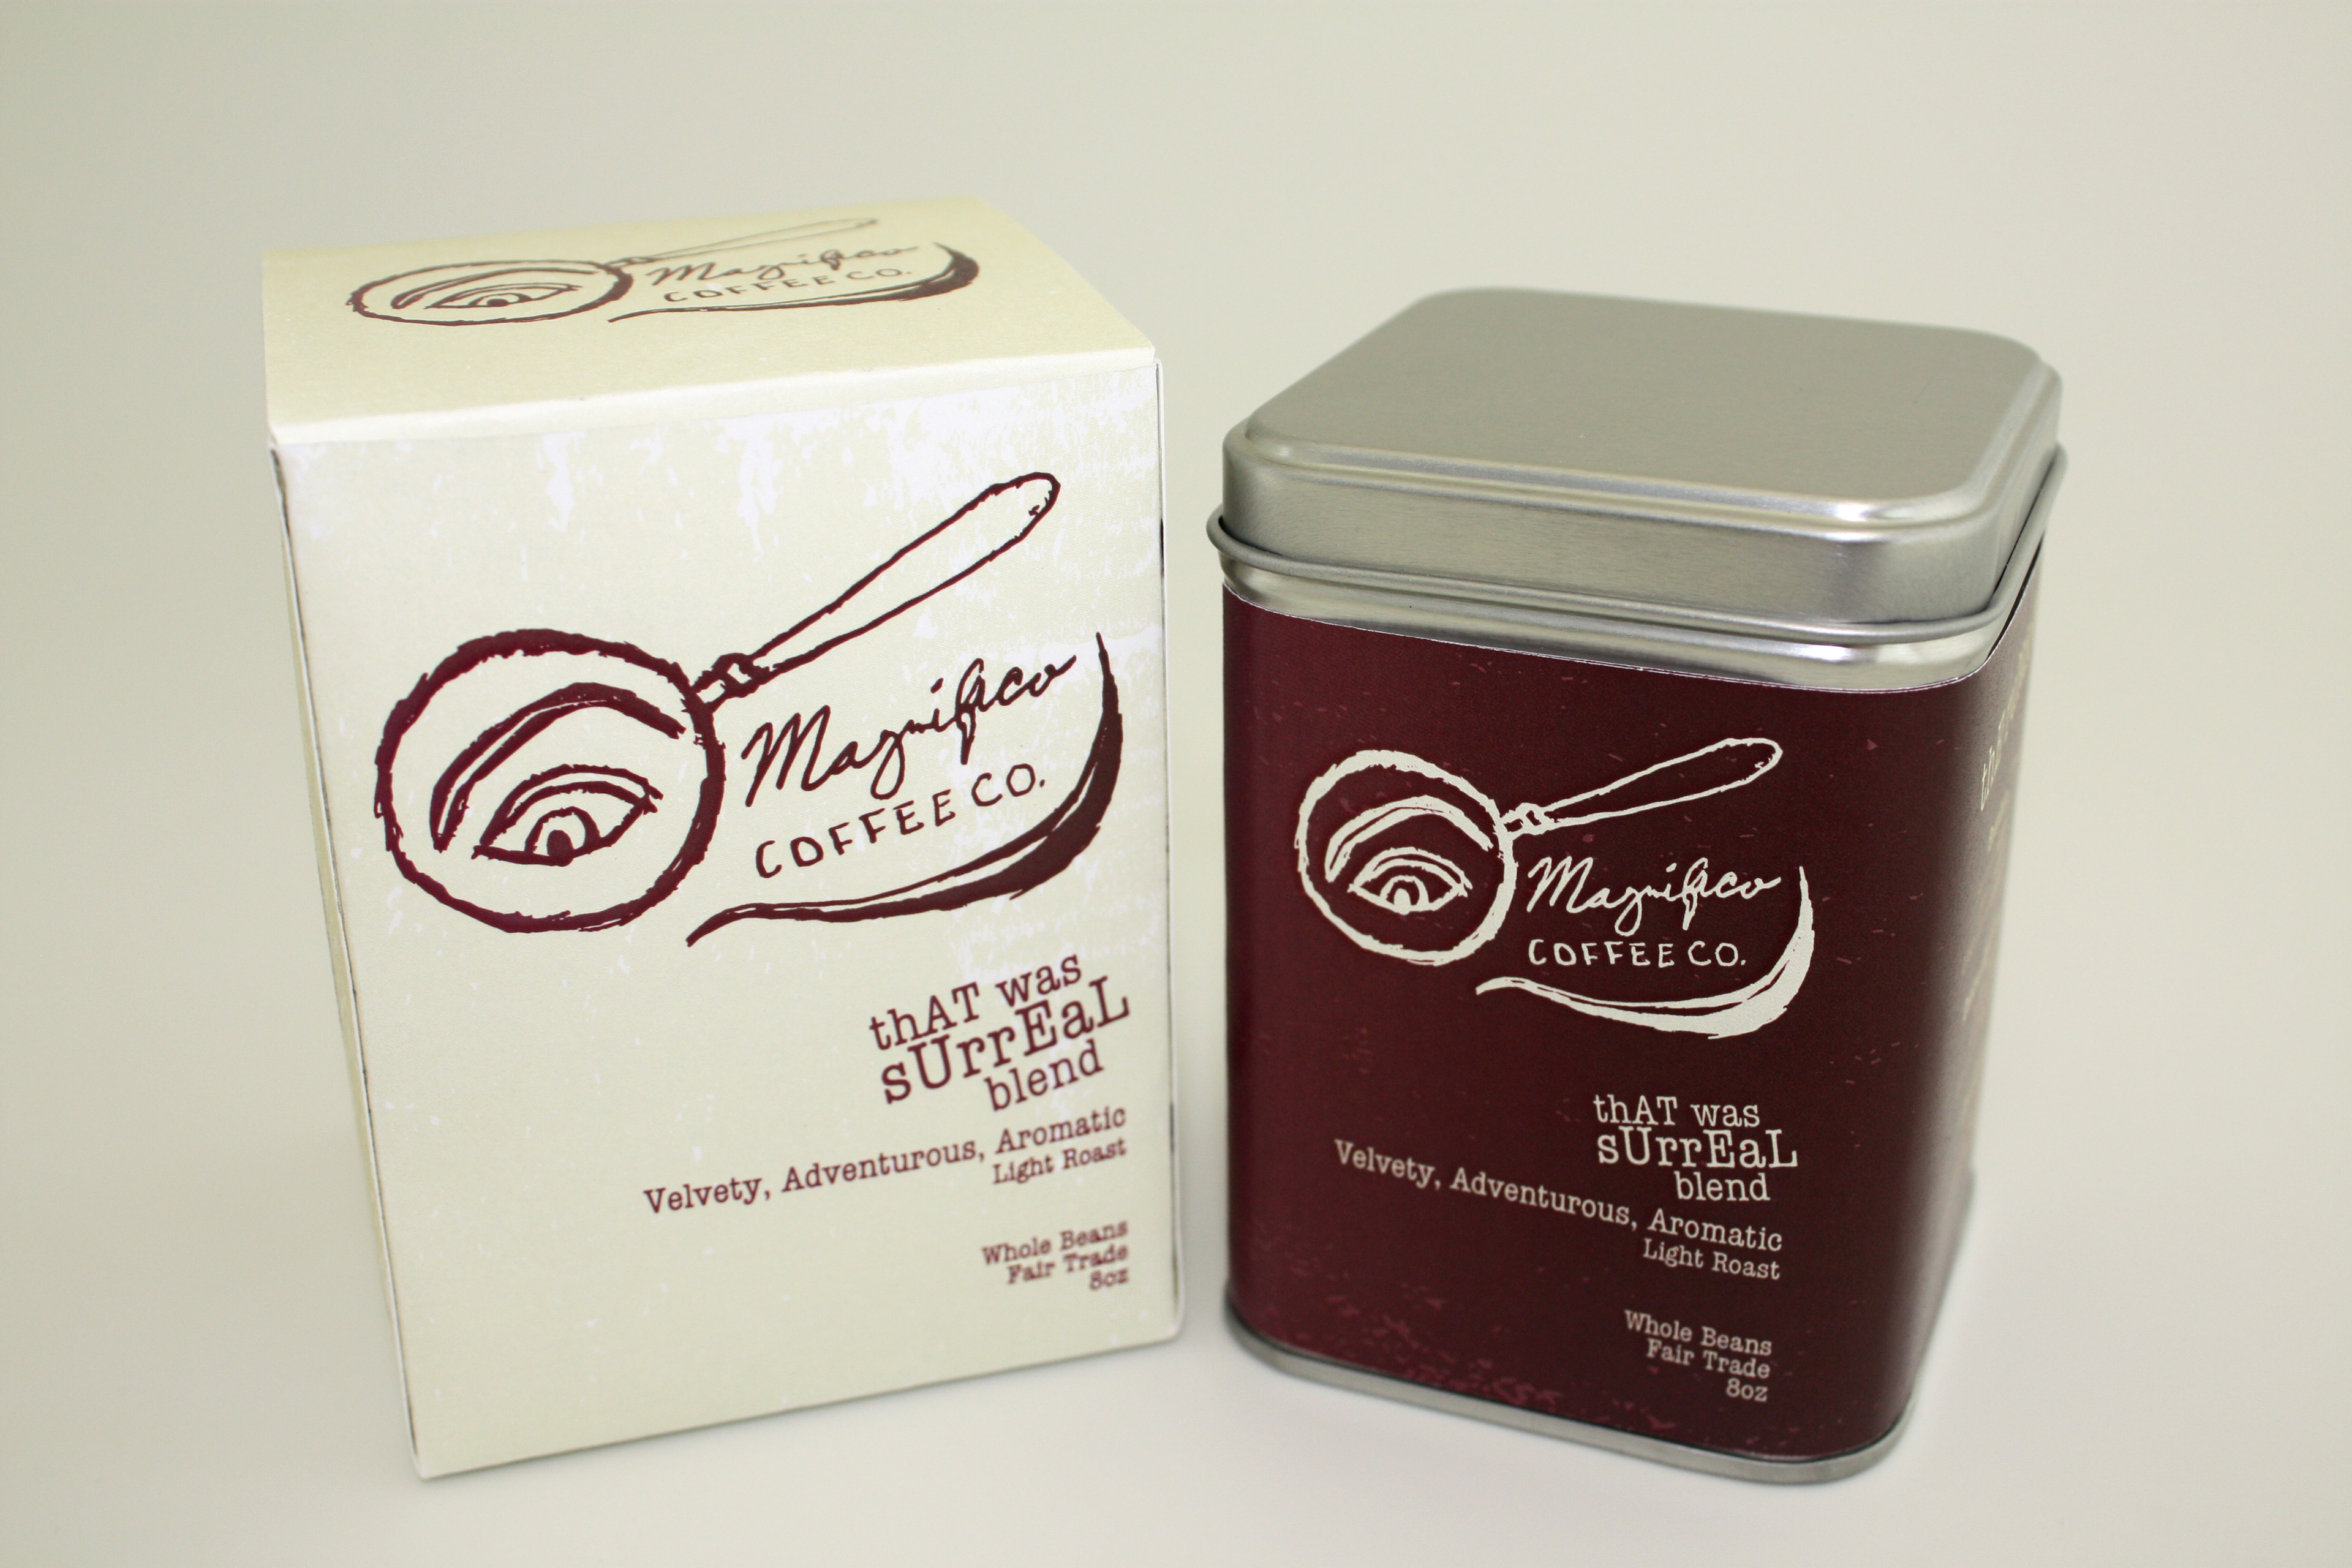 Magnifico
COFFEE CO.
Magnifico
COFFEE CO.
thAT was
sUrrEaL
blend
Velvety, Adventurous, Aromatic
Light Roast
Whole Beans
Fair Trade
8oz
Magnifico
COFFEE CO.
thAT was
sUrrEaL
blend
Velvety, Adventurous, Aromatic
Light Roast
Whole Beans
Fair Trade
8oz